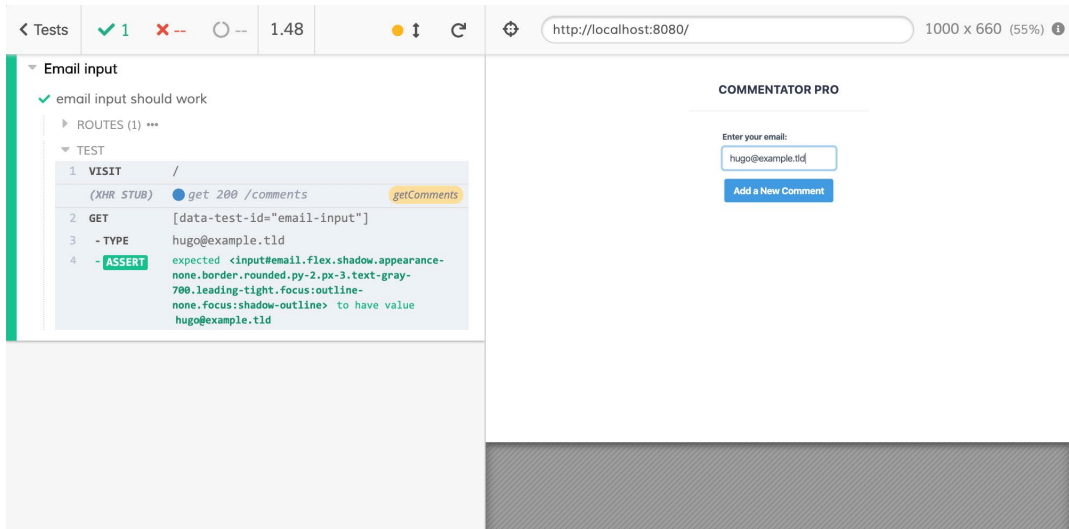 Tests 1 -- -- 1.48
http://localhost:8080/ 1000 x 660 (55%)
Email input
email input should work
ROUTES (1) •••
TEST
1 VISIT /
(XHR STUB) get 200 /comments getComments
2 GET [data-test-id="email-input"]
3 - TYPE hugo@example.tld
4 - ASSERT expected <input#email.flex.shadow.appearance-
none.border.rounded.py-2.px-3.text-gray-
700.leading-tight.focus:outline-
none.focus:shadow-outline> to have value
hugo@example.tld
COMMENTATOR PRO
Enter your email:
hugo@example.tld
Add a New Comment